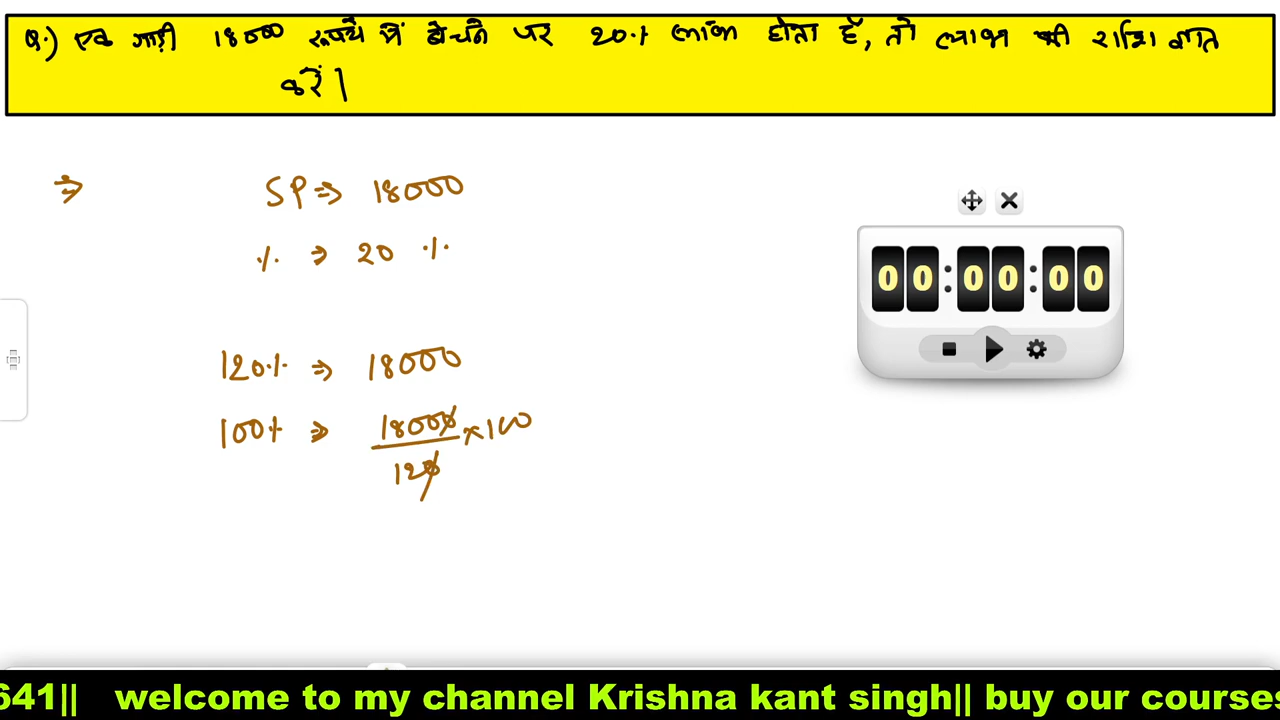 Q.) एक गाड़ी 18000 रूपये में बेचने पर 20% लाभ होता है, तो लाभ की राशि ज्ञात
करें।
⇒ SP ⇒ 18000
% ⇒ 20 %
00:00:00
120% ⇒ 18000
100% ⇒ 18000/120 × 100
641|| welcome to my channel Krishna kant singh|| buy our courses